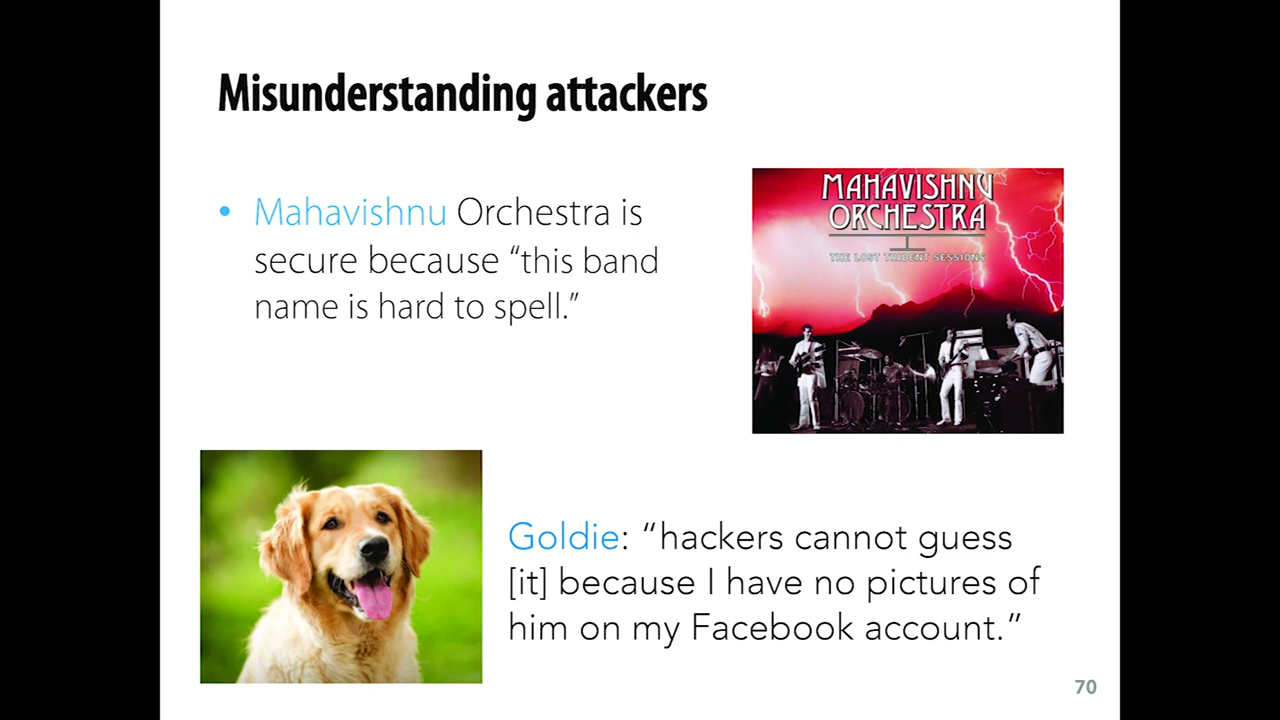 Misunderstanding attackers
• Mahavishnu Orchestra is
secure because “this band
name is hard to spell.”
MAHAVISHNU
ORCHESTRA
THE LOST TRIDENT SESSIONS
Goldie: “hackers cannot guess
[it] because I have no pictures of
him on my Facebook account.”
70